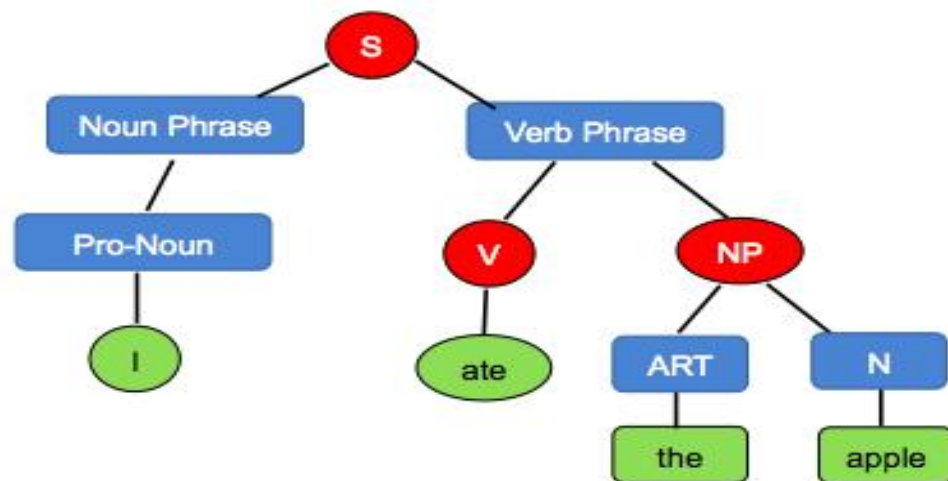 S
Noun Phrase
Verb Phrase
Pro-Noun
V
NP
I
ate
ART
N
the
apple